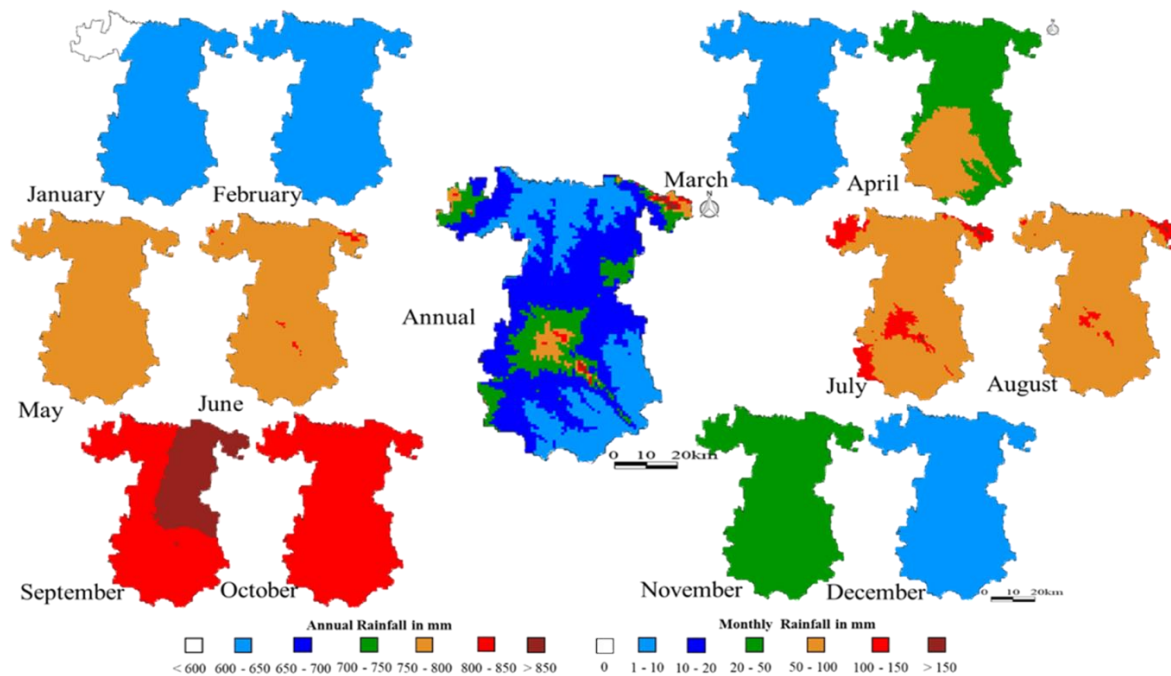 January
February
March
N
April
Annual
May
June
July
August
0 10 20km
September
October
November
December
0 10 20km
Annual Rainfall in mm
< 600 600 - 650 650 - 700 700 - 750 750 - 800 800 - 850 > 850
Monthly Rainfall in mm
0 1 - 10 10 - 20 20 - 50 50 - 100 100 - 150 > 150